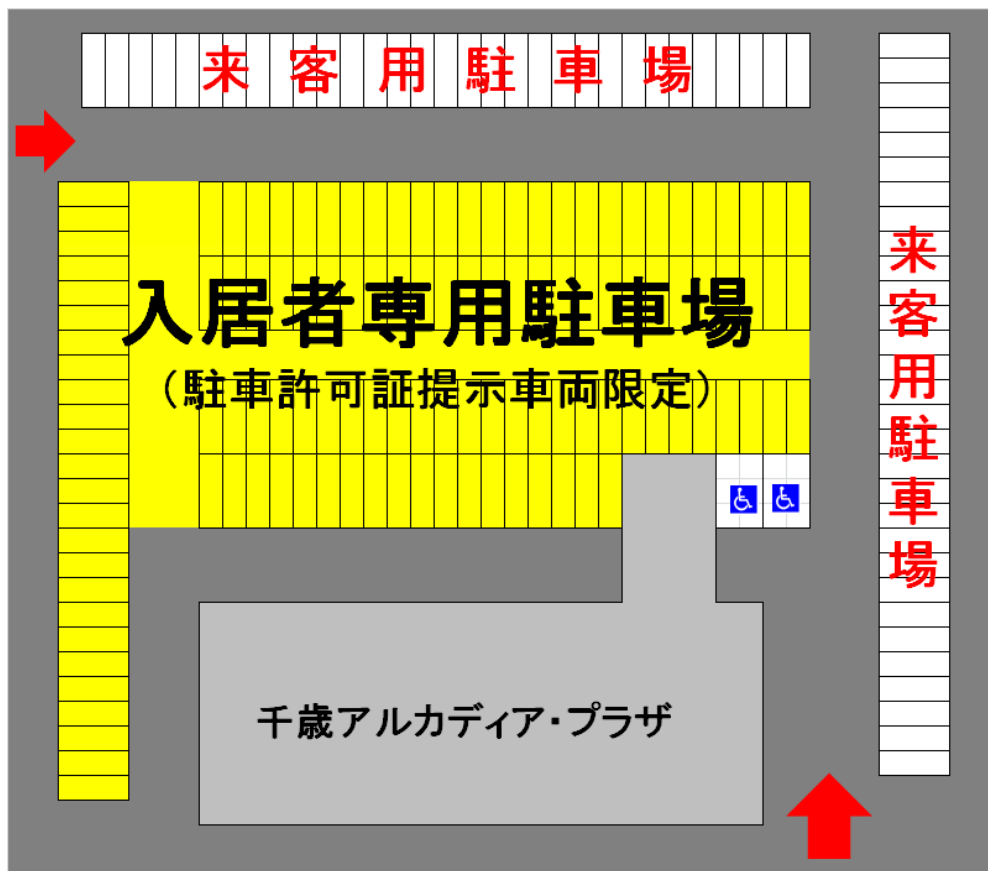 来客用駐車場
入居者専用駐車場
（駐車許可証提示車両限定）
来客用駐車場
千歳アルカディア・プラザ